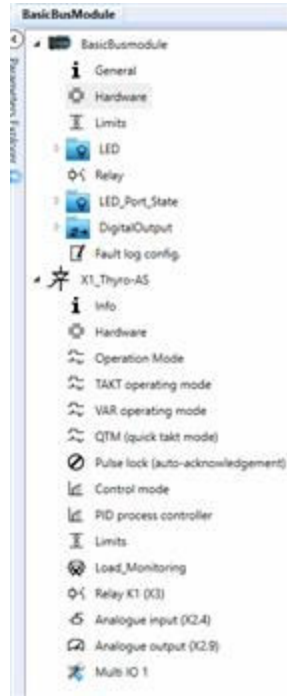 BasicBusModule
Parameters Explorer
BasicBusmodule
General
Hardware
Limits
LED
Relay
LED_Port_State
DigitalOutput
Fault log config.
X1_Thyro-AS
Info
Hardware
Operation Mode
TAKT operating mode
VAR operating mode
QTM (quick takt mode)
Pulse lock (auto-acknowledgement)
Control mode
PID process controller
Limits
Load_Monitoring
Relay K1 (X3)
Analogue input (X2.4)
Analogue output (X2.9)
Multi IO 1